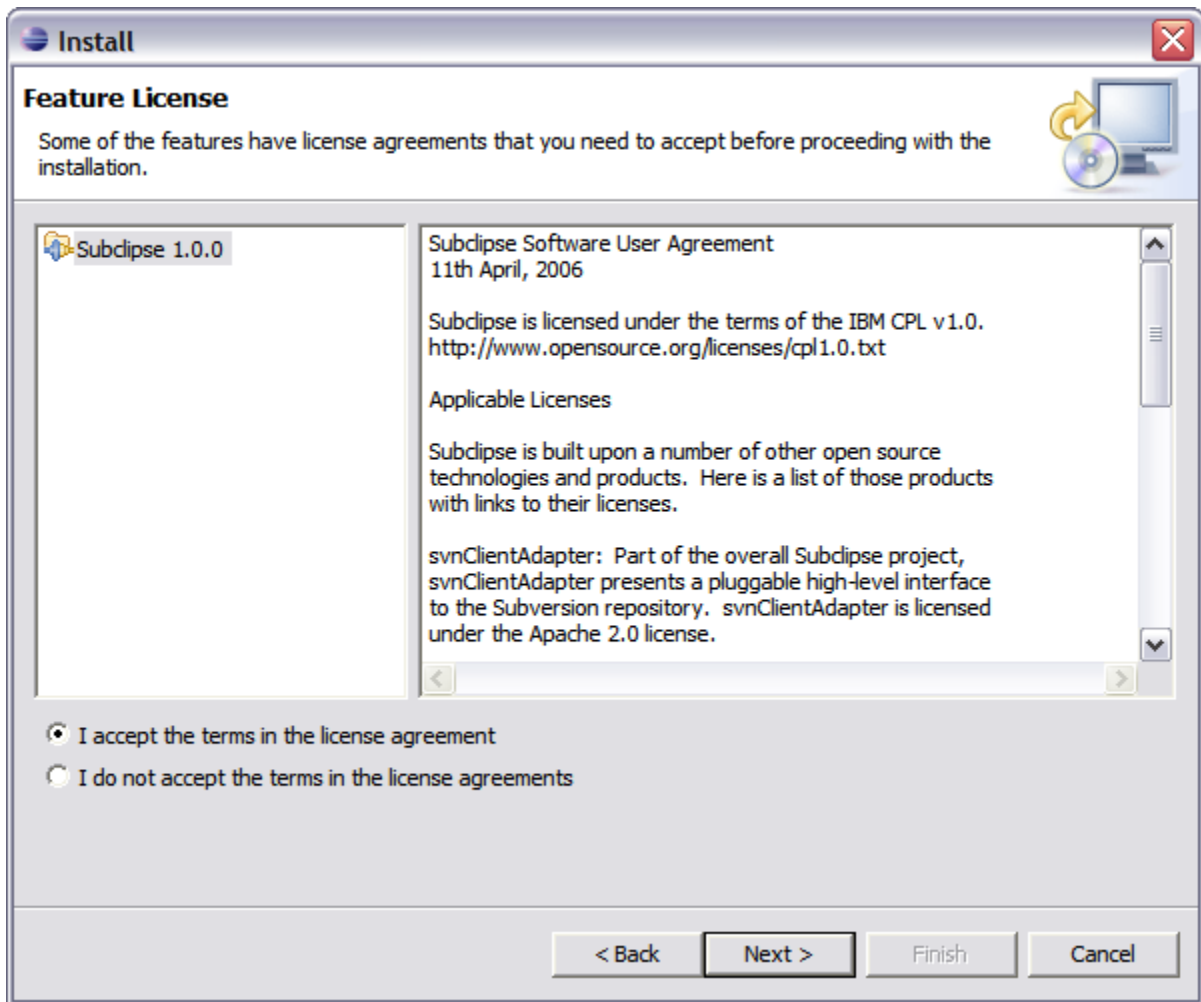 Install
Feature License
Some of the features have license agreements that you need to accept before proceeding with the
installation.
Subclipse 1.0.0
Subclipse Software User Agreement
11th April, 2006
Subclipse is licensed under the terms of the IBM CPL v1.0.
http://www.opensource.org/licenses/cpl1.0.txt
Applicable Licenses
Subclipse is built upon a number of other open source
technologies and products.  Here is a list of those products
with links to their licenses.
svnClientAdapter:  Part of the overall Subclipse project,
svnClientAdapter presents a pluggable high-level interface
to the Subversion repository.  svnClientAdapter is licensed
under the Apache 2.0 license.
I accept the terms in the license agreement
I do not accept the terms in the license agreements
< Back Next > Finish Cancel